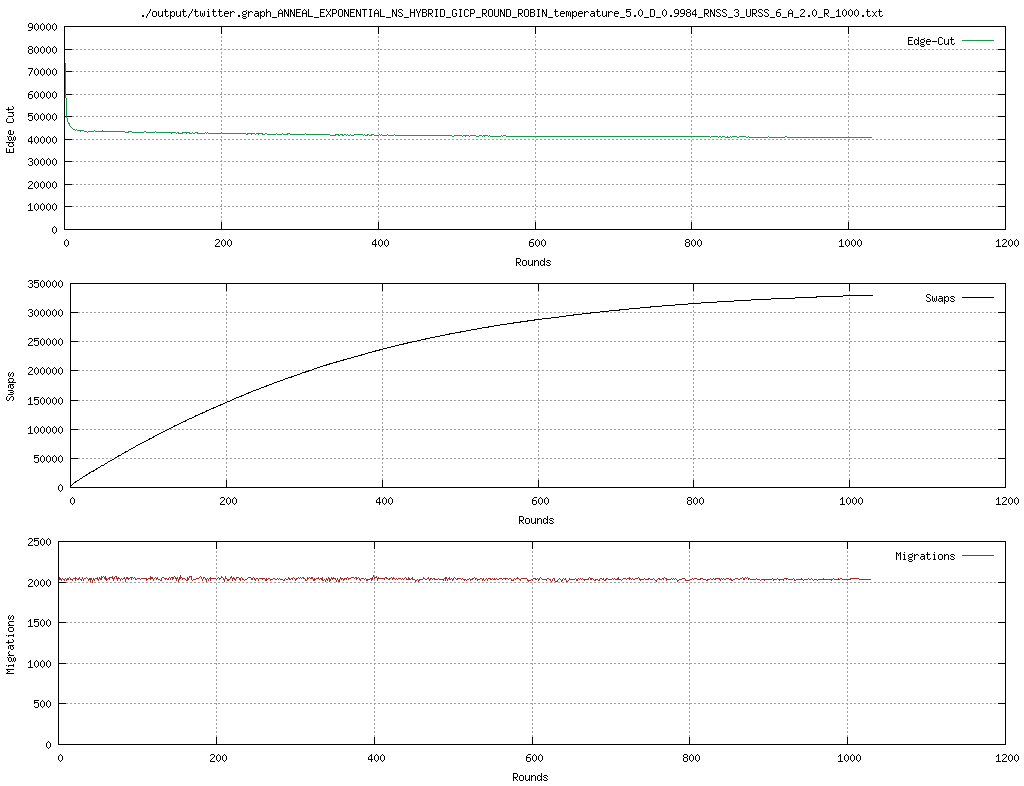 ./output/twitter.graph_ANNEAL_EXPONENTIAL_NS_HYBRID_GICP_ROUND_ROBIN_temperature_5.0_D_0.9984_RNSS_3_URSS_6_A_2.0_R_1000.txt
90000
Edge-Cut
80000
70000
60000
50000
40000
30000
20000
10000
0
Edge Cut
0 200 400 600 800 1000 1200
Rounds
350000
Swaps
300000
250000
200000
150000
100000
50000
0
Swaps
0 200 400 600 800 1000 1200
Rounds
2500
Migrations
2000
1500
1000
500
0
Migrations
0 200 400 600 800 1000 1200
Rounds